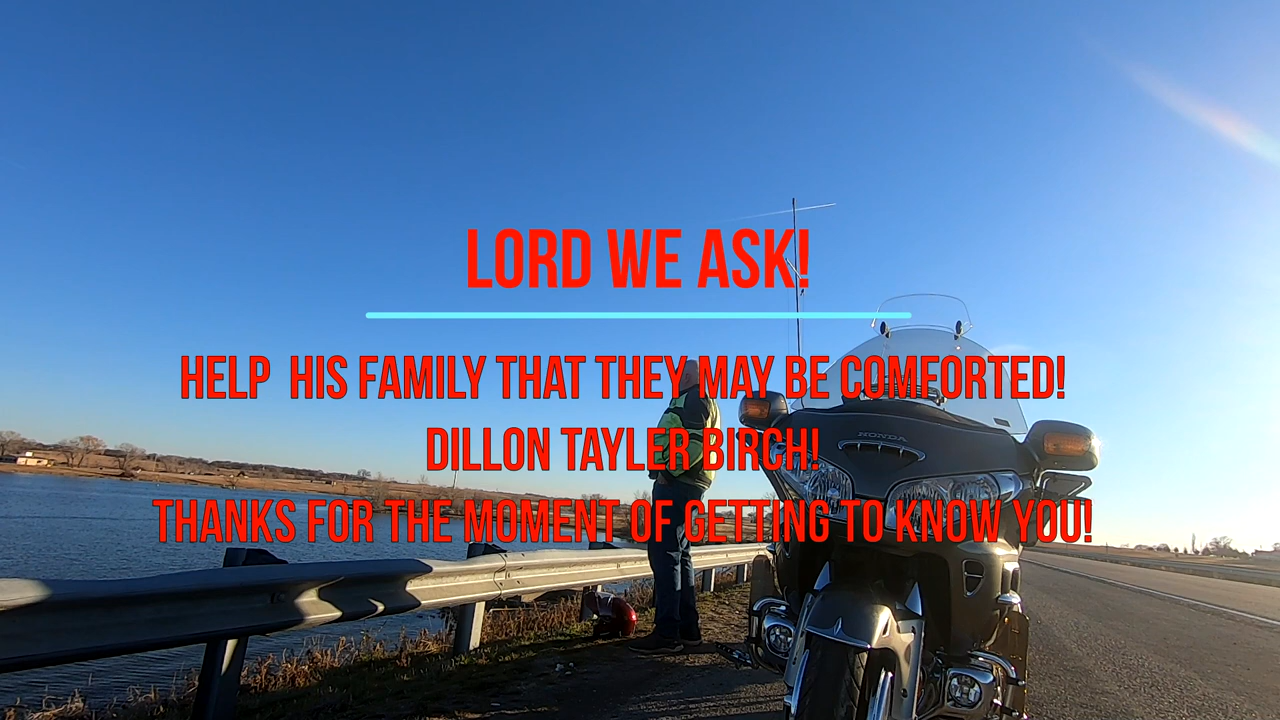 LORD WE ASK!
HELP HIS FAMILY THAT THEY MAY BE COMFORTED!
DILLON TAYLER BIRCH!
HONDA
THANKS FOR THE MOMENT OF GETTING TO KNOW YOU!